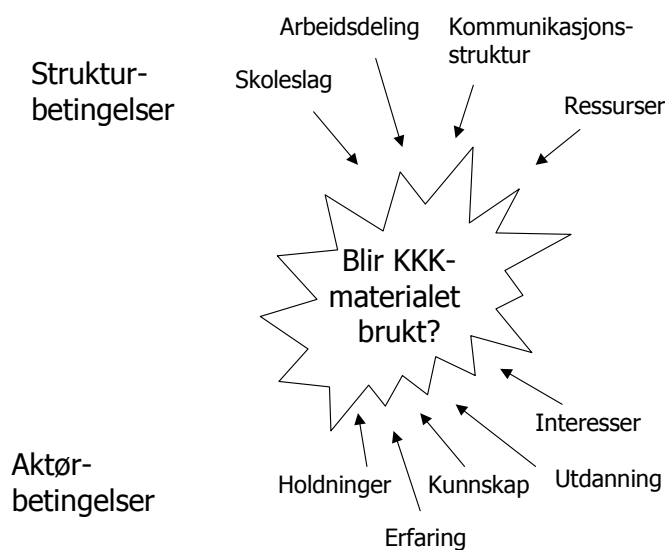 Arbeidsdeling
Kommunikasjons-
struktur
Struktur-
betingelser
Skoleslag
Ressurser
Blir KKK-
materialet
brukt?
Interesser
Aktør-
betingelser
Holdninger
Kunnskap
Utdanning
Erfaring